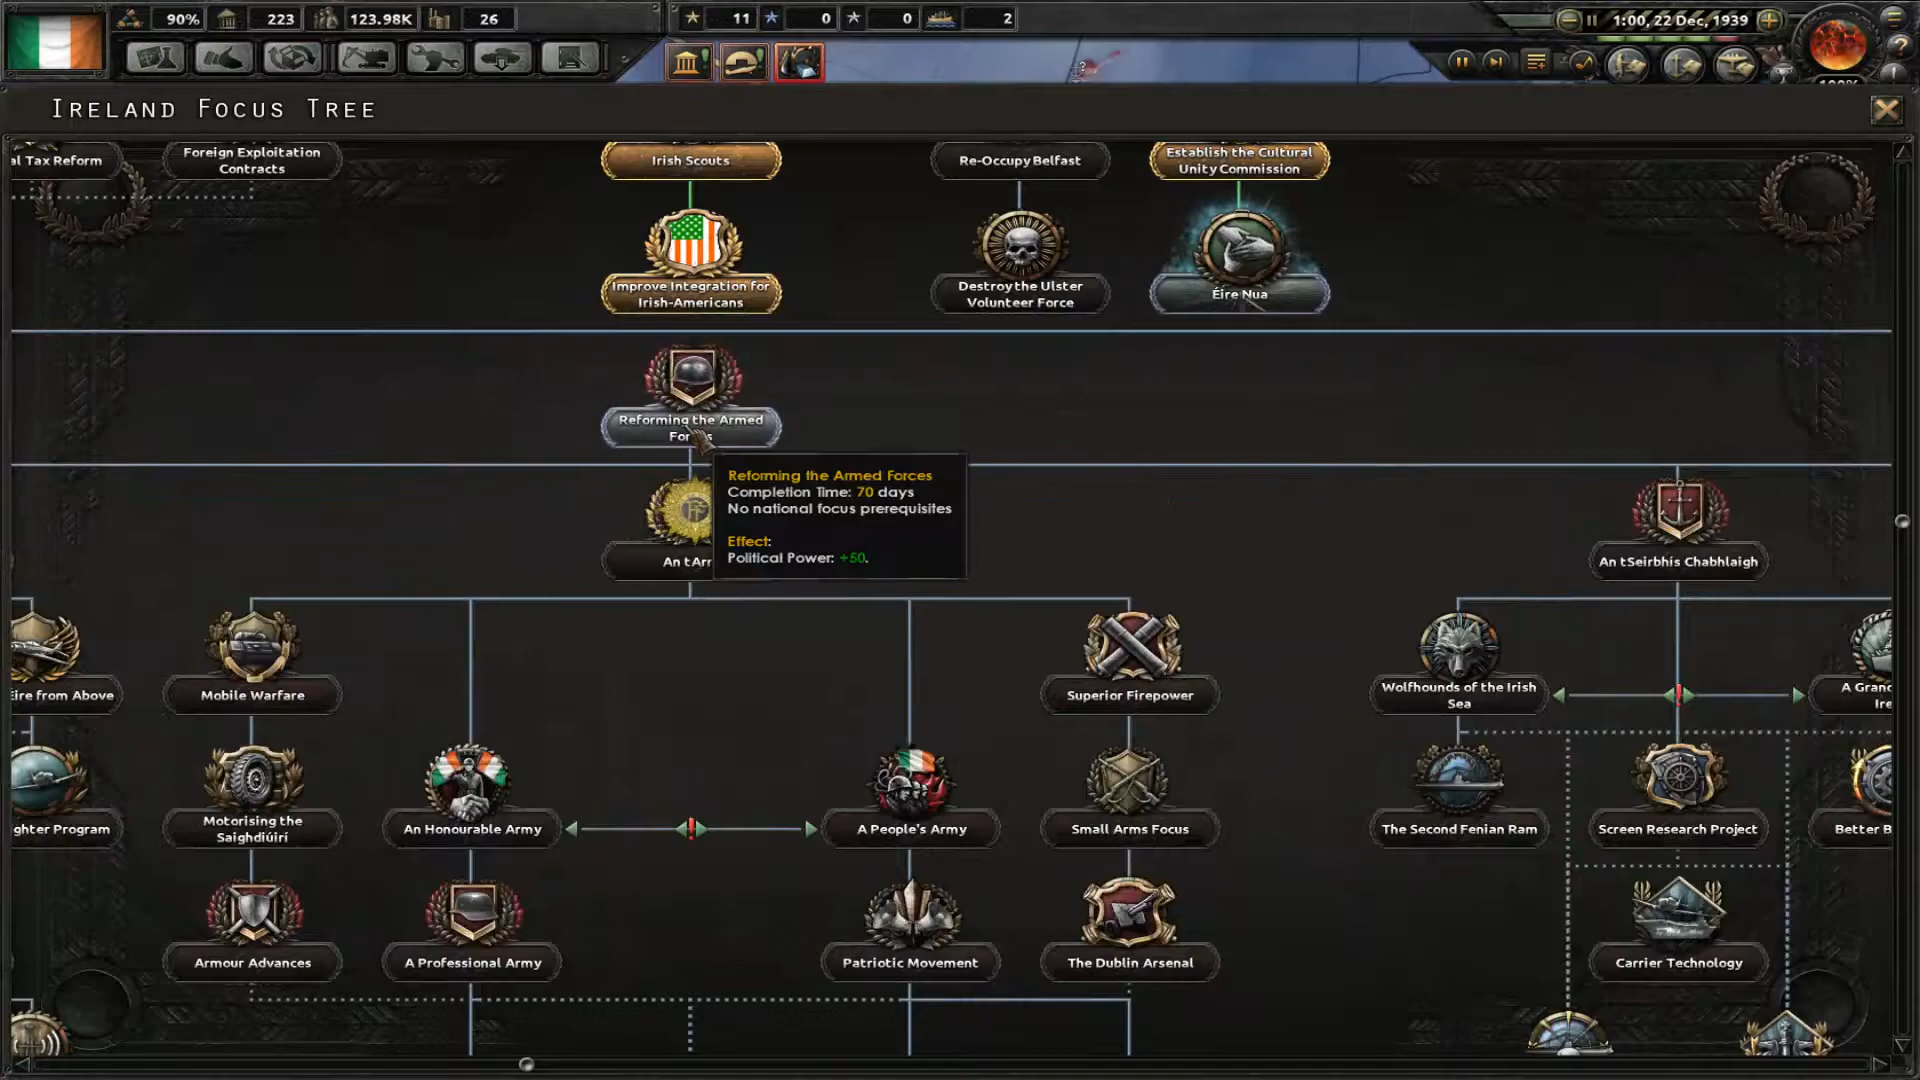 90%
223
123.98K
26
11
0
0
2
1:00, 22 Dec, 1939
Ireland Focus Tree
al Tax Reform
Foreign Exploitation
Contracts
Irish Scouts
Re-Occupy Belfast
Establish the Cultural
Unity Commission
Improve Integration for
Irish-Americans
Destroy the Ulster
Volunteer Force
Éire Nua
Reforming the Armed
Reforming the Armed Forces
Completion Time: 70 days
No national focus prerequisites
Effect:
Political Power: +50.
An tArr
An tSeirbhís Chabhlaigh
Éire from Above
Mobile Warfare
Superior Firepower
Wolfhounds of the Irish
Sea
A Gran
Ire
ghter Program
Motorising the
Saighdiúirí
An Honourable Army
A People's Army
Small Arms Focus
The Second Fenian Ram
Screen Research Project
Better B
Armour Advances
A Professional Army
Patriotic Movement
The Dublin Arsenal
Carrier Technology